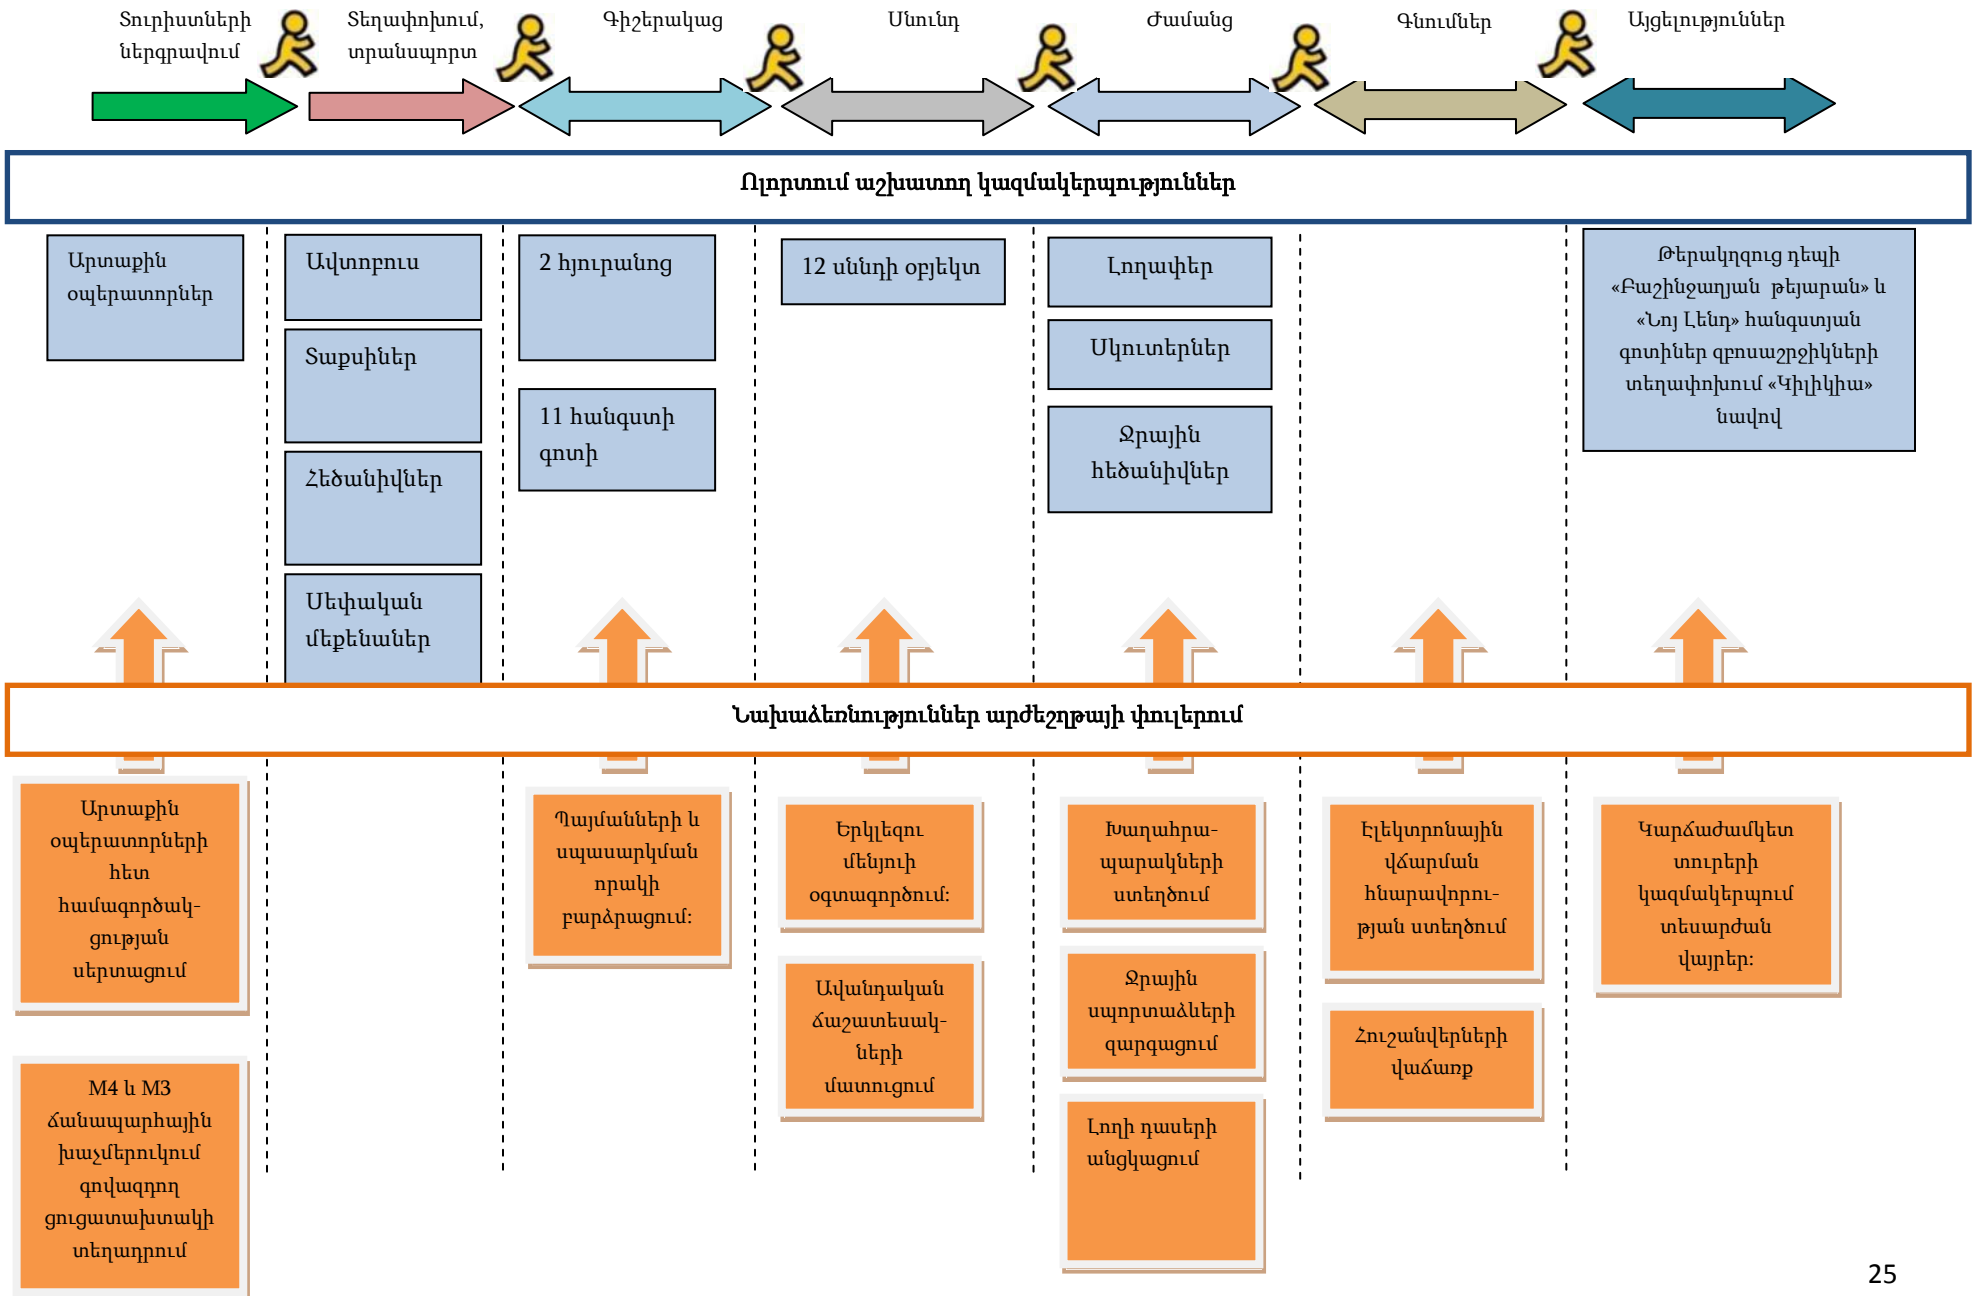 Տուրիստների
ներգրավում
Տեղափոխում,
տրանսպորտ
Գիշերակաց
Սնունդ
Ժամանց
Գնումներ
Այցելություններ
Ոլորտում աշխատող կազմակերպություններ
Արտաքին
օպերատորներ
Ավտոբուս
Տաքսիներ
Հեծանիվներ
Սեփական
մեքենաներ
2 հյուրանոց
11 հանգստի
գոտի
12 սննդի օբյեկտ
Լողափեր
Սկուտերներ
Ջրային
հեծանիվներ
Թերակղզուց դեպի
«Բաշինջաղյան թեյարան» և
«Նոյ Լենդ» հանգստյան
գոտիներ զբոսաշրջիկների
տեղափոխում «Կիլիկիա»
նավով
Նախաձեռնություններ արժեշղթայի փուլերում
Արտաքին
օպերատորների
հետ
համագործակ-
ցության
սերտացում
M4 և M3
ճանապարհային
խաչմերուկում
գովազդող
ցուցատախտակի
տեղադրում
Պայմանների և
սպասարկման
որակի
բարձրացում:
Երկլեզու
մենյուի
օգտագործում:
Ավանդական
ճաշատեսակ-
ների
մատուցում
Խաղահրա-
պարակների
ստեղծում
Ջրային
սպորտաձևերի
զարգացում
Լողի դասերի
անցկացում
Էլեկտրոնային
վճարման
հնարավորու-
թյան ստեղծում
Հուշանվերների
վաճառք
Կարճաժամկետ
տուրերի
կազմակերպում
տեսարժան
վայրեր:
25